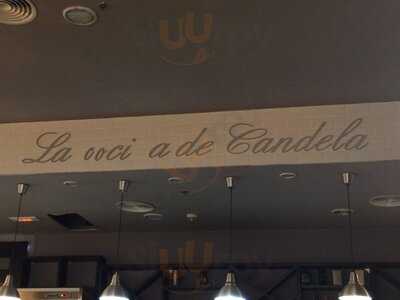 La coci a de Candela